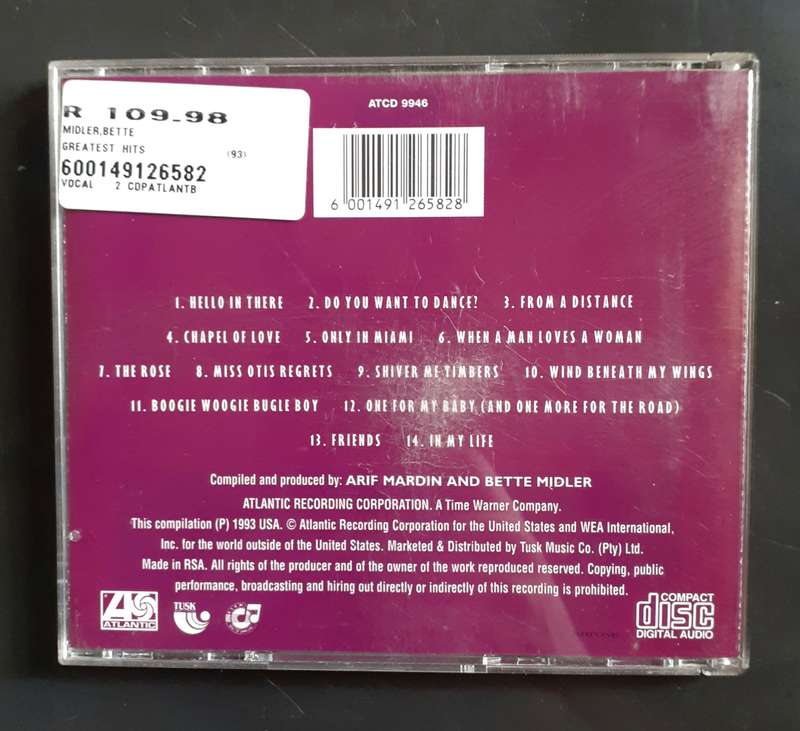 R 109.98
MIDLER,BETTE
GREATEST HITS (93)
600149126582
VOCAL 2 CDPATLANTB
ATCD 9946
6 001491 265828
1. HELLO IN THERE 2. DO YOU WANT TO DANCE? 3. FROM A DISTANCE
4. CHAPEL OF LOVE 5. ONLY IN MIAMI 6. WHEN A MAN LOVES A WOMAN
7. THE ROSE 8. MISS OTIS REGRETS 9. SHIVER ME TIMBERS 10. WIND BENEATH MY WINGS
11. BOOGIE WOOGIE BUGLE BOY 12. ONE FOR MY BABY (AND ONE MORE FOR THE ROAD)
13. FRIENDS 14. IN MY LIFE
Compiled and produced by: ARIF MARDIN AND BETTE MIDLER
ATLANTIC RECORDING CORPORATION. A Time Warner Company.
This compilation (P) 1993 USA. © Atlantic Recording Corporation for the United States and WEA International,
Inc. for the world outside of the United States. Marketed & Distributed by Tusk Music Co. (Pty) Ltd.
Made in RSA. All rights of the producer and of the owner of the work reproduced reserved. Copying, public
performance, broadcasting and hiring out directly or indirectly of this recording is prohibited.
ATLANTIC
TUSK
COMPACT
disc
DIGITAL AUDIO